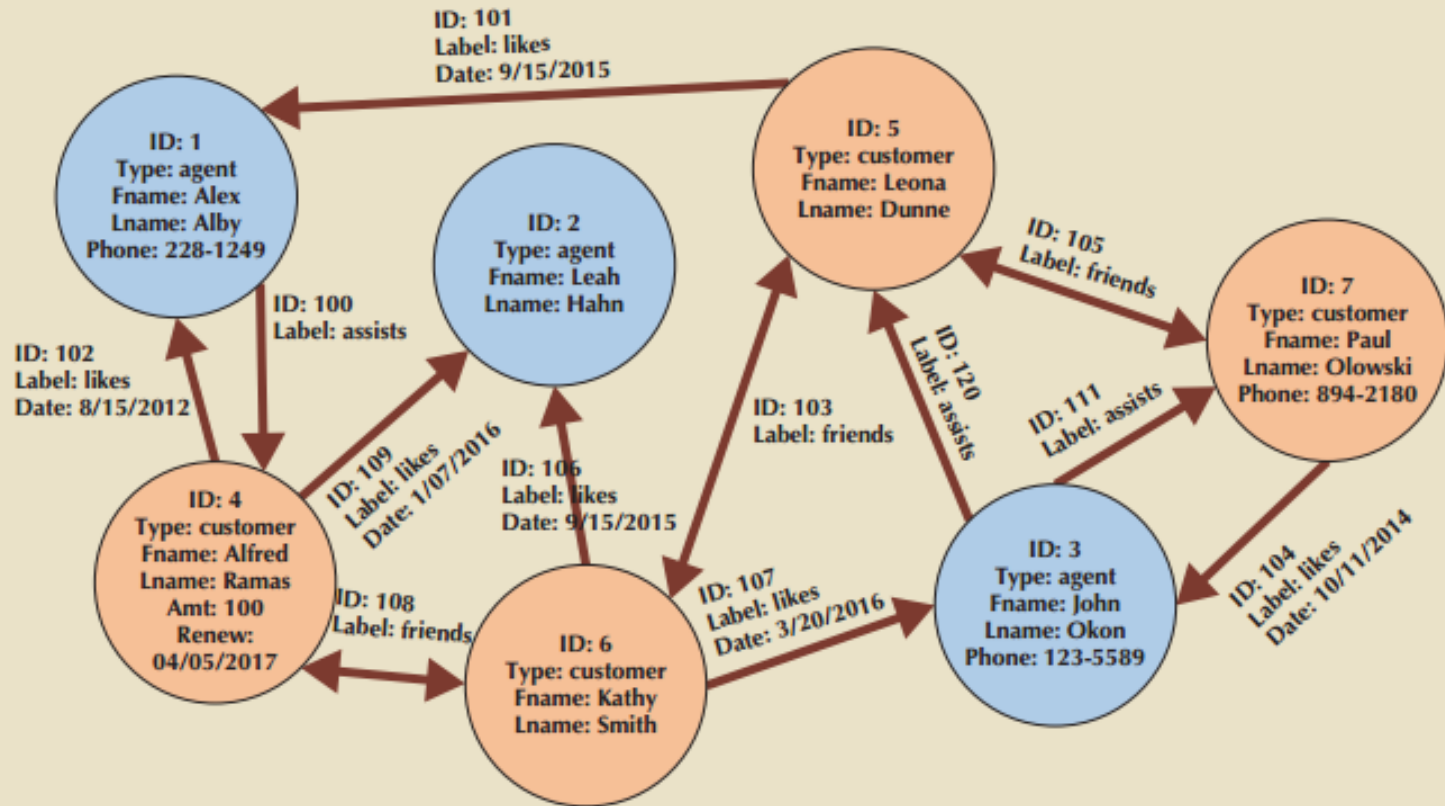 ID: 101
Label: likes
Date: 9/15/2015
ID: 1
Type: agent
Fname: Alex
Lname: Alby
Phone: 228-1249
ID: 2
Type: agent
Fname: Leah
Lname: Hahn
ID: 5
Type: customer
Fname: Leona
Lname: Dunne
ID: 105
Label: friends
ID: 7
Type: customer
Fname: Paul
Lname: Olowski
Phone: 894-2180
ID: 100
Label: assists
ID: 102
Label: likes
Date: 8/15/2012
ID: 109
Label: likes
Date: 1/07/2016
ID: 106
Label: likes
Date: 9/15/2015
ID: 103
Label: friends
ID: 120
Label: assists
ID: 111
Label: assists
ID: 4
Type: customer
Fname: Alfred
Lname: Ramas
Amt: 100
Renew:
04/05/2017
ID: 108
Label: friends
ID: 6
Type: customer
Fname: Kathy
Lname: Smith
ID: 107
Label: likes
Date: 3/20/2016
ID: 3
Type: agent
Fname: John
Lname: Okon
Phone: 123-5589
ID: 104
Label: likes
Date: 10/11/2014